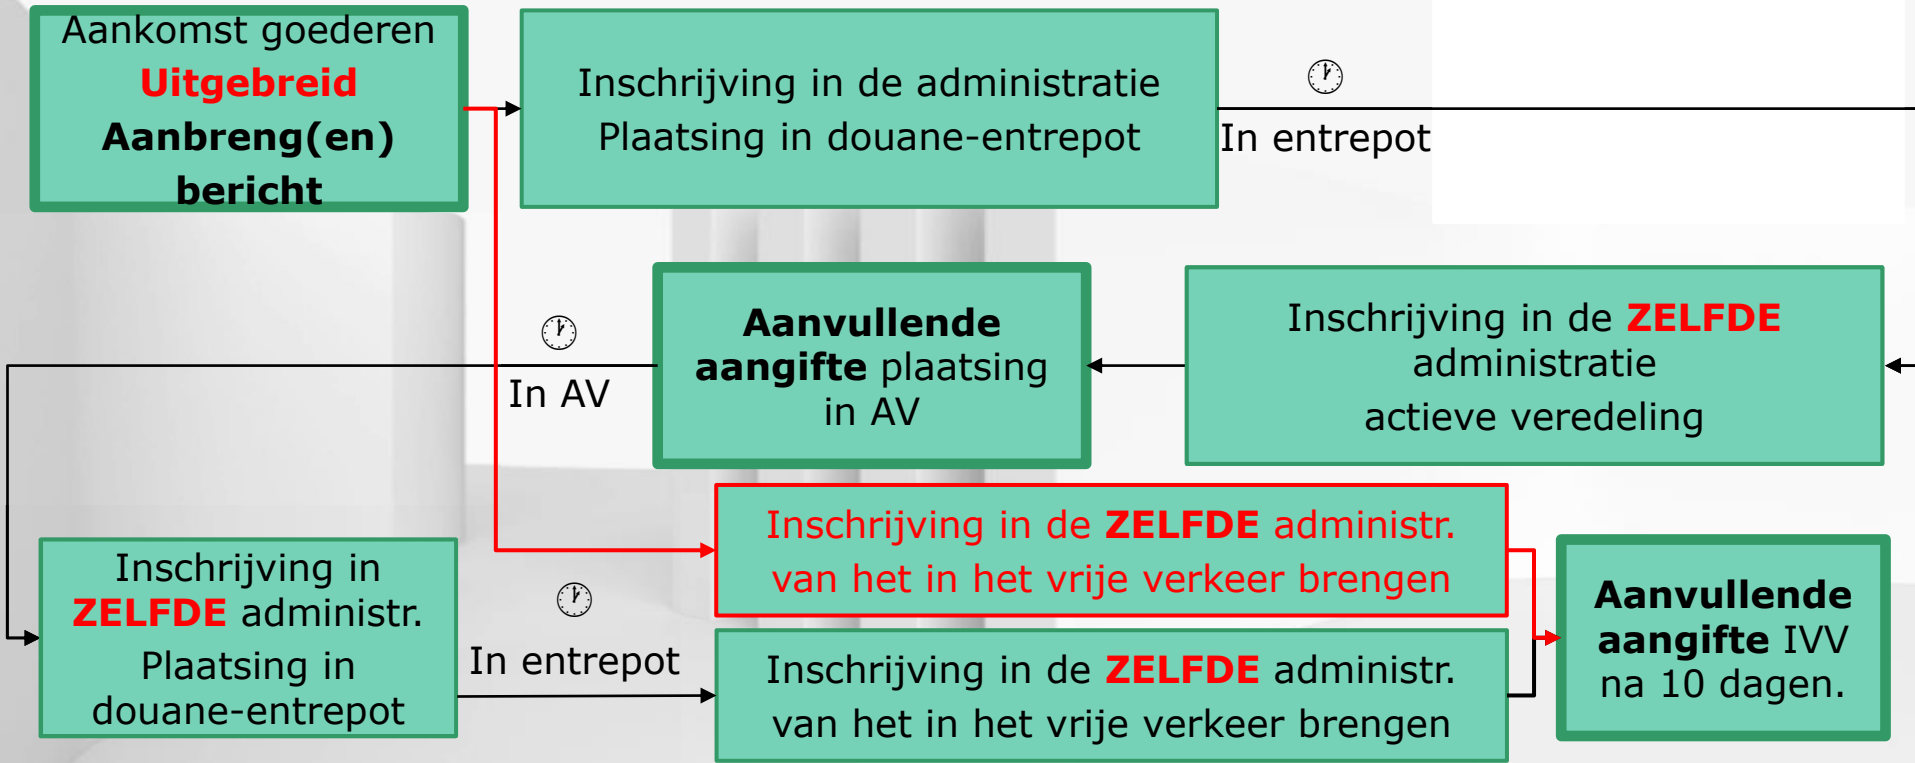 Aankomst goederen
Uitgebreid
Aanbreng(en)
bericht
Inschrijving in de administratie
Plaatsing in douane-entrepot
In entrepot
Inschrijving in de ZELFDE
administratie
actieve veredeling
Aanvullende
aangifte plaatsing
in AV
In AV
Inschrijving in
ZELFDE administr.
Plaatsing in
douane-entrepot
In entrepot
Inschrijving in de ZELFDE administr.
van het in het vrije verkeer brengen
Inschrijving in de ZELFDE administr.
van het in het vrije verkeer brengen
Aanvullende
aangifte IVV
na 10 dagen.